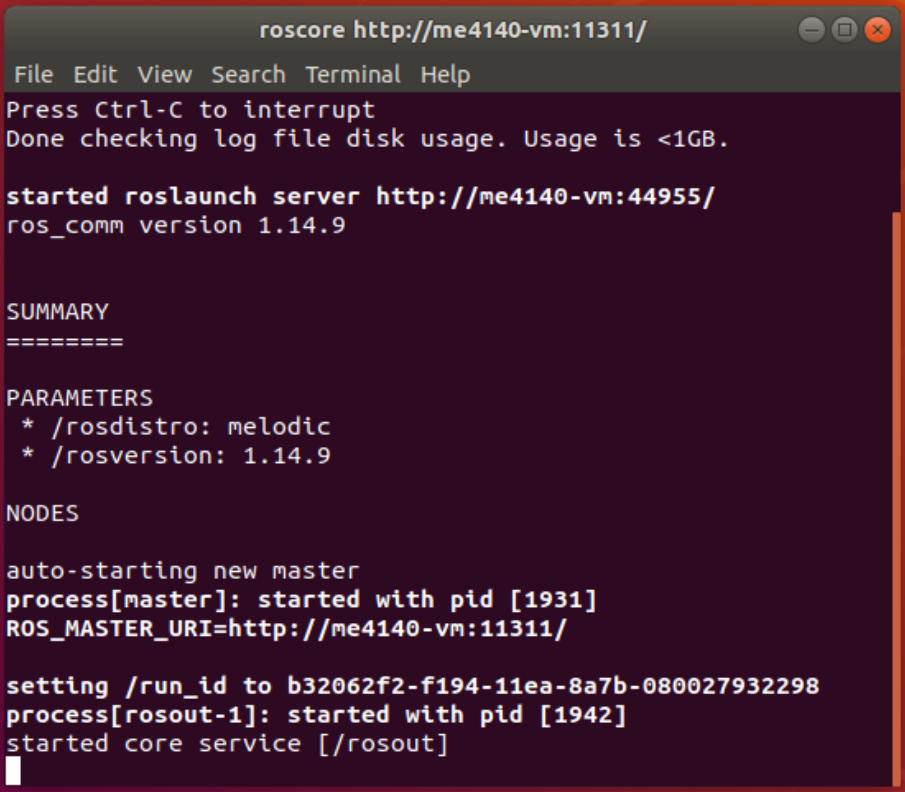 roscore http://me4140-vm:11311/
File Edit View Search Terminal Help
Press Ctrl-C to interrupt
Done checking log file disk usage. Usage is <1GB.
started roslaunch server http://me4140-vm:44955/
ros_comm version 1.14.9
SUMMARY
========
PARAMETERS
 * /rosdistro: melodic
 * /rosversion: 1.14.9
NODES
auto-starting new master
process[master]: started with pid [1931]
ROS_MASTER_URI=http://me4140-vm:11311/
setting /run_id to b32062f2-f194-11ea-8a7b-080027932298
process[rosout-1]: started with pid [1942]
started core service [/rosout]